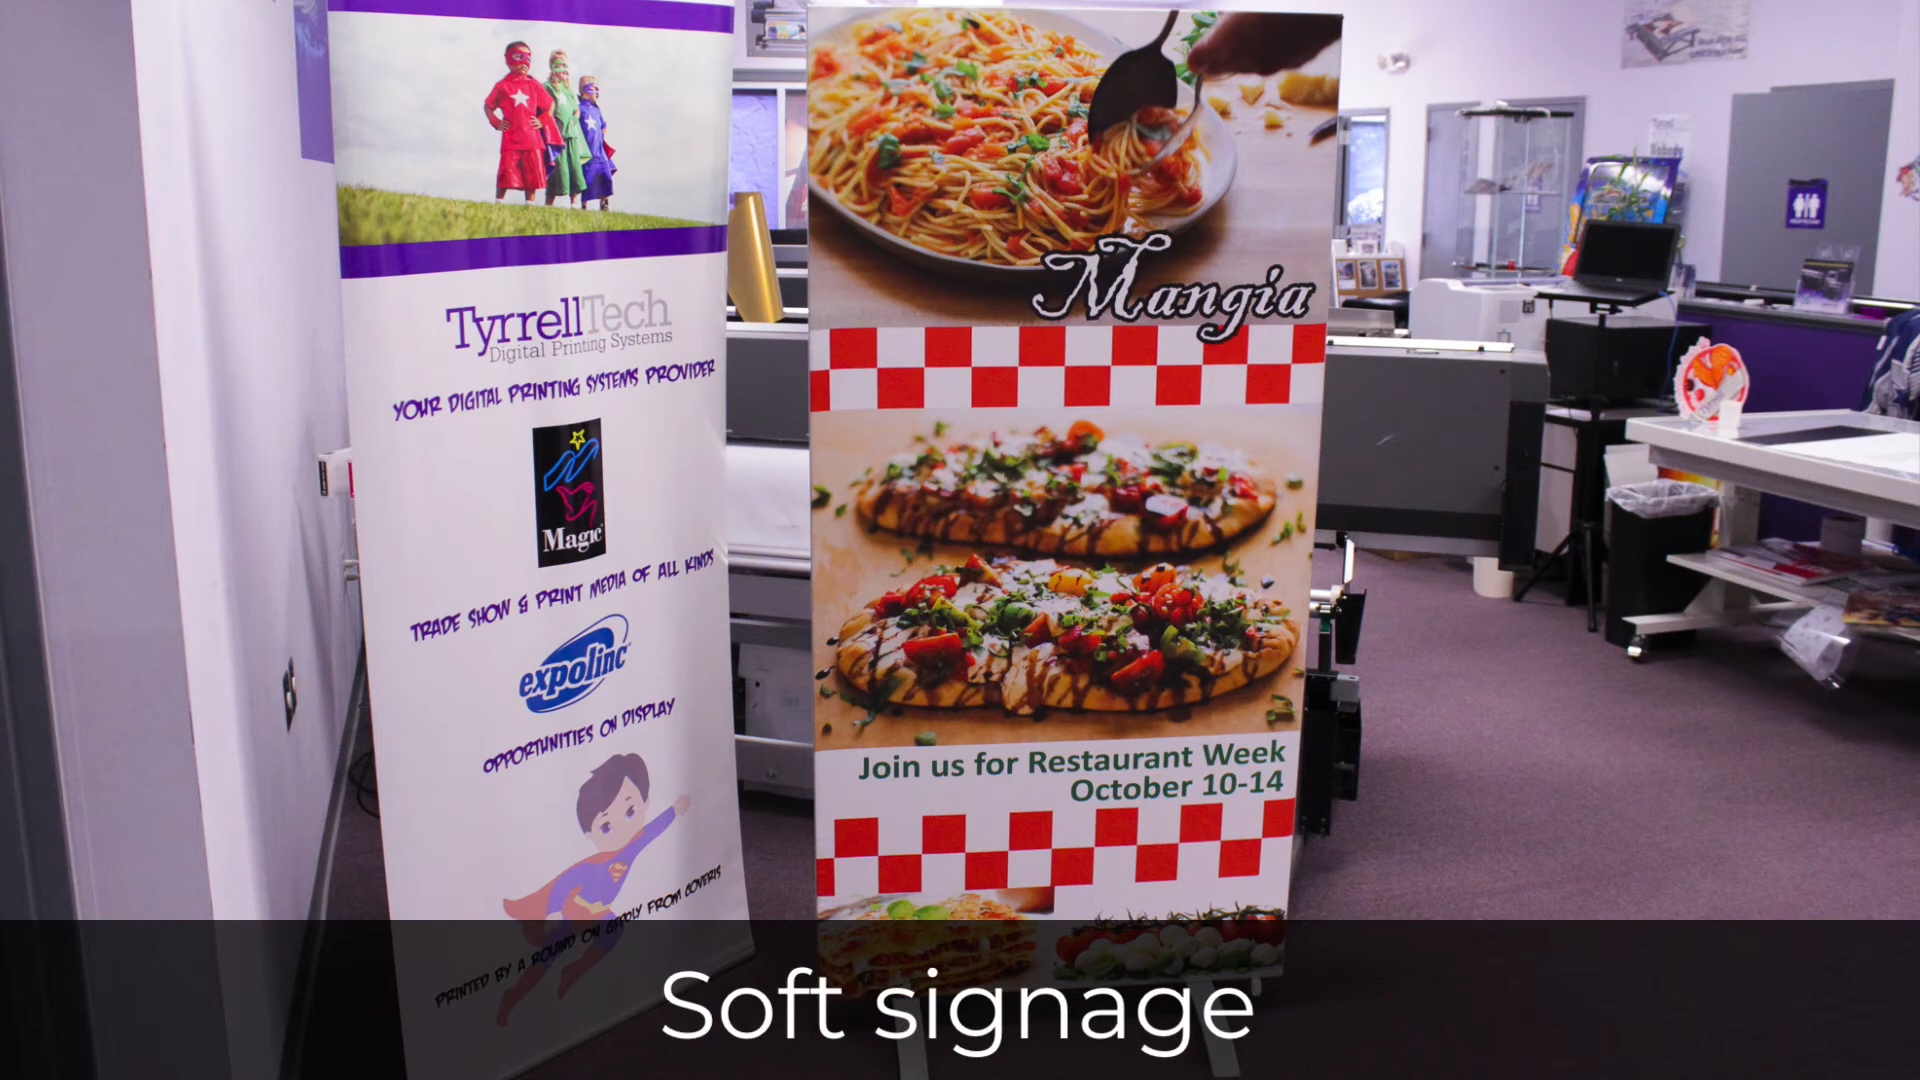 TyrrellTech
Digital Printing Systems
YOUR DIGITAL PRINTING SYSTEMS PROVIDER
Magic
TRADE SHOW & PRINT MEDIA OF ALL KINDS
expolinc
OPPORTUNITIES ON DISPLAY
PRINTED BY A ROLAND ON FROM COVERIS
Mangia
Join us for Restaurant Week
October 10-14
Soft signage